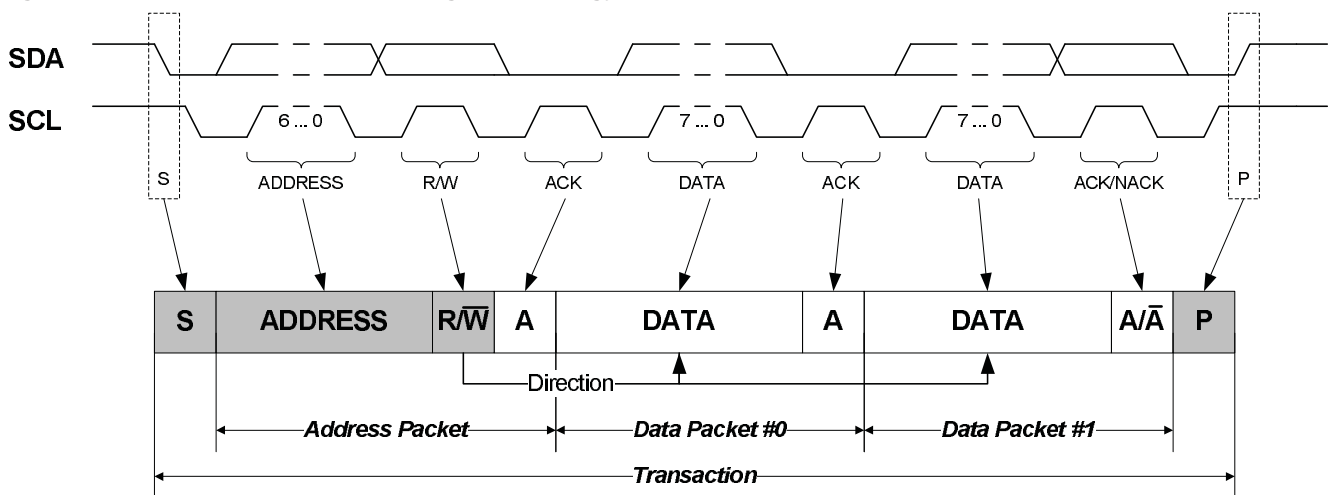 SDA
SCL
6 ... 0 7 ... 0 7 ... 0
S ADDRESS R/W ACK DATA ACK DATA ACK/NACK P
S ADDRESS R/W̅ A DATA A DATA A/A̅ P
Direction
Address Packet Data Packet #0 Data Packet #1
Transaction